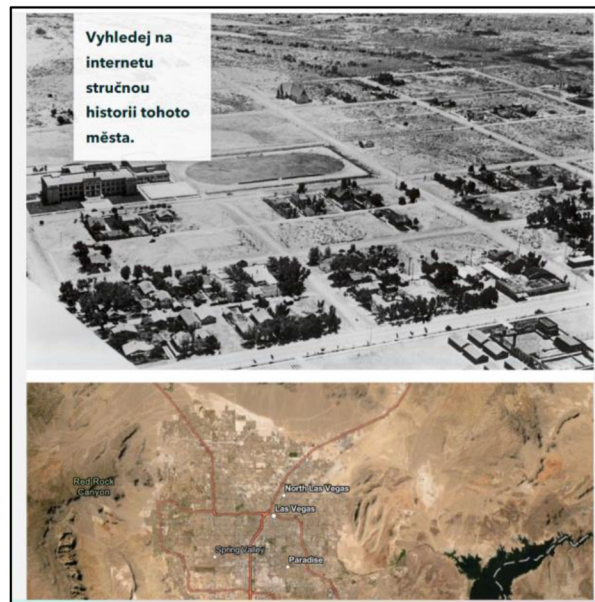 Vyhledej na
internetu
stručnou
historii tohoto
města.
Red Rock
Canyon
North Las Vegas
Las Vegas
Spring Valley
Paradise